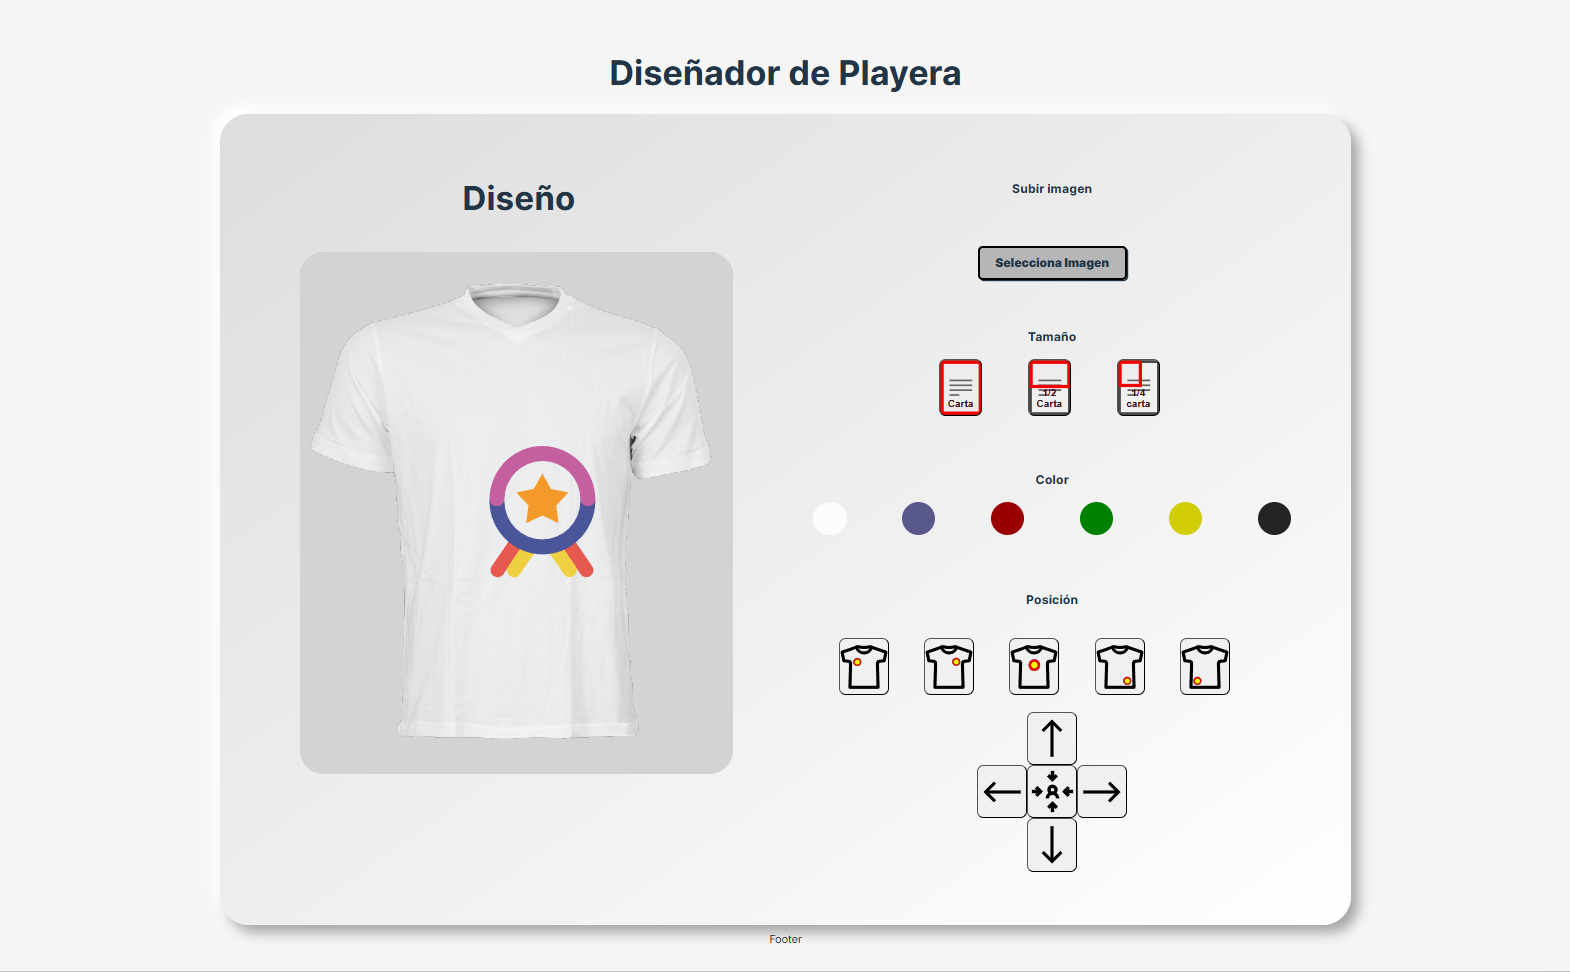 Diseñador de Playera
Diseño
Subir imagen
Selecciona Imagen
Tamaño
Carta
1/2
Carta
1/4
carta
Color
Posición
Footer